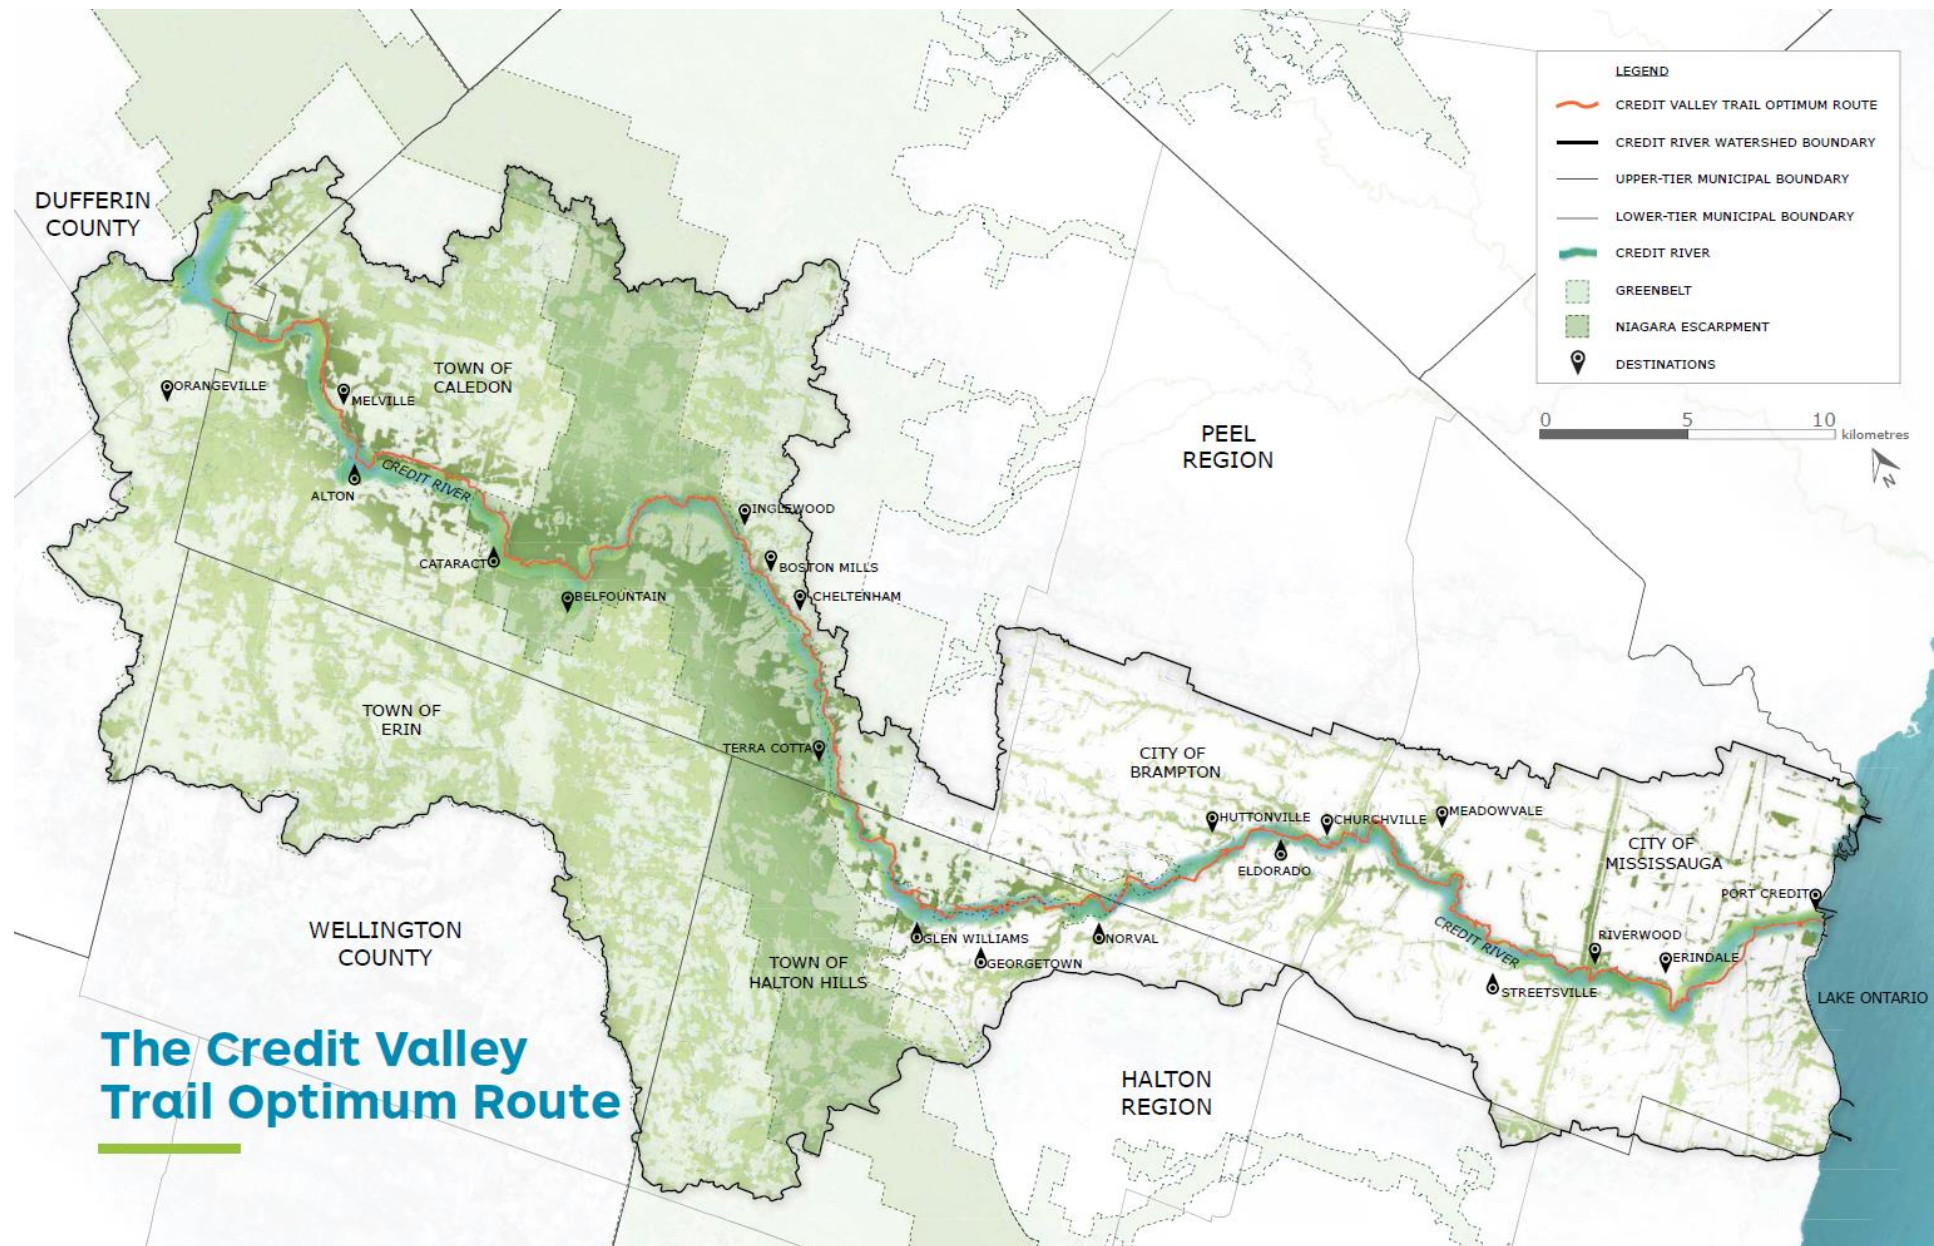 LEGEND
CREDIT VALLEY TRAIL OPTIMUM ROUTE
CREDIT RIVER WATERSHED BOUNDARY
UPPER-TIER MUNICIPAL BOUNDARY
LOWER-TIER MUNICIPAL BOUNDARY
CREDIT RIVER
GREENBELT
NIAGARA ESCARPMENT
DESTINATIONS
0 5 10
kilometres
N
DUFFERIN
COUNTY
ORANGEVILLE
MELVILLE
TOWN OF
CALEDON
PEEL
REGION
ALTON
CREDIT RIVER
INGLEWOOD
CATARACT
BOSTON MILLS
BELFOUNTAIN
CHELTENHAM
TOWN OF
ERIN
TERRA COTTA
CITY OF
BRAMPTON
HUTTONVILLE
CHURCHVILLE
MEADOWVALE
ELDORADO
CITY OF
MISSISSAUGA
PORT CREDIT
WELLINGTON
COUNTY
GLEN WILLIAMS
GEORGETOWN
NORVAL
CREDIT RIVER
RIVERWOOD
ERINDALE
STREETSVILLE
TOWN OF
HALTON HILLS
LAKE ONTARIO
HALTON
REGION
The Credit Valley
Trail Optimum Route